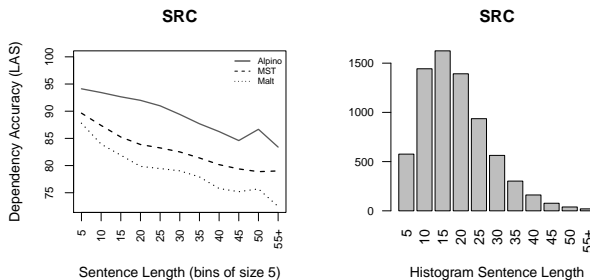 SRC
Dependency Accuracy (LAS)
100
95
90
85
80
75
Alpino
MST
Malt
5 10 15 20 25 30 35 40 45 50 55+
Sentence Length (bins of size 5)
SRC
1500
1000
500
0
5 10 15 20 25 30 35 40 45 50 55+
Histogram Sentence Length